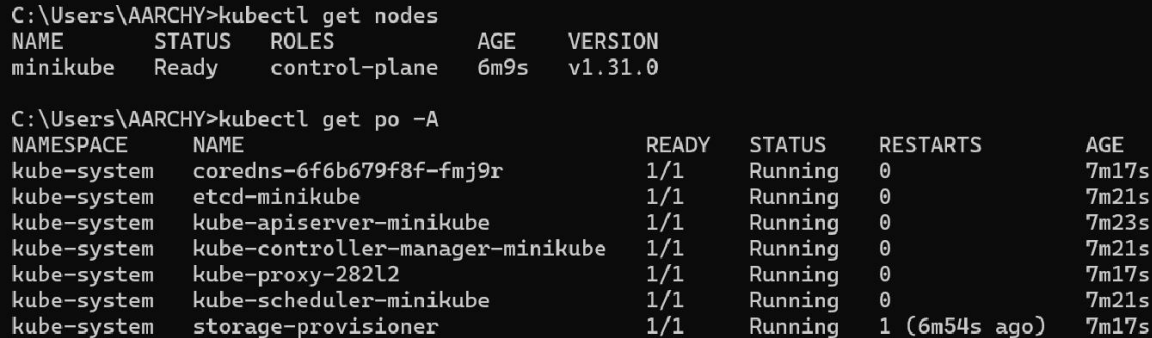 C:\Users\AARCHY>kubectl get nodes
NAME       STATUS   ROLES           AGE    VERSION
minikube   Ready    control-plane   6m9s   v1.31.0
C:\Users\AARCHY>kubectl get po -A
NAMESPACE     NAME                               READY   STATUS    RESTARTS        AGE
kube-system   coredns-6f6b679f8f-fmj9r           1/1     Running   0               7m17s
kube-system   etcd-minikube                      1/1     Running   0               7m21s
kube-system   kube-apiserver-minikube            1/1     Running   0               7m23s
kube-system   kube-controller-manager-minikube   1/1     Running   0               7m21s
kube-system   kube-proxy-282l2                   1/1     Running   0               7m17s
kube-system   kube-scheduler-minikube            1/1     Running   0               7m21s
kube-system   storage-provisioner                1/1     Running   1 (6m54s ago)   7m17s